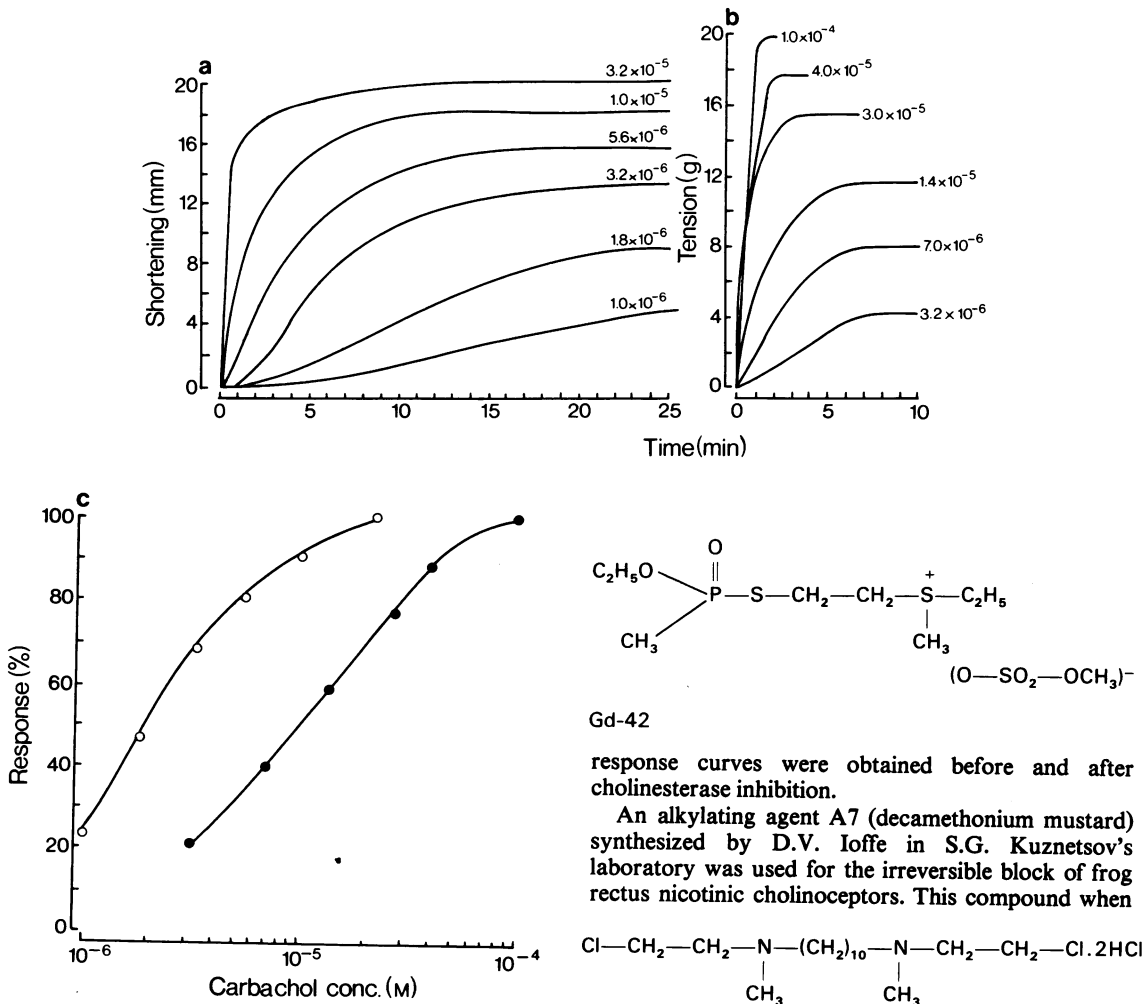 a
Shortening (mm)
20
16
12
8
4
0
3.2×10⁻⁵
1.0×10⁻⁵
5.6×10⁻⁶
3.2×10⁻⁶
1.8×10⁻⁶
1.0×10⁻⁶
0 5 10 15 20 25
b
Tension (g)
20
16
12
8
4
0
1.0×10⁻⁴
4.0×10⁻⁵
3.0×10⁻⁵
1.4×10⁻⁵
7.0×10⁻⁶
3.2×10⁻⁶
0 5 10
Time (min)
c
Response (%)
100
80
60
40
20
0
10⁻⁶ 10⁻⁵ 10⁻⁴
Carbachol conc. (M)
O
C₂H₅O
P—S—CH₂—CH₂—S—C₂H₅
+
CH₃
CH₃
(O—SO₂—OCH₃)⁻
Gd-42
response curves were obtained before and after
cholinesterase inhibition.
An alkylating agent A7 (decamethonium mustard)
synthesized by D.V. Ioffe in S.G. Kuznetsov's
laboratory was used for the irreversible block of frog
rectus nicotinic cholinoceptors. This compound when
Cl—CH₂—CH₂—N—(CH₂)₁₀—N—CH₂—CH₂—Cl.2HCl
CH₃ CH₃